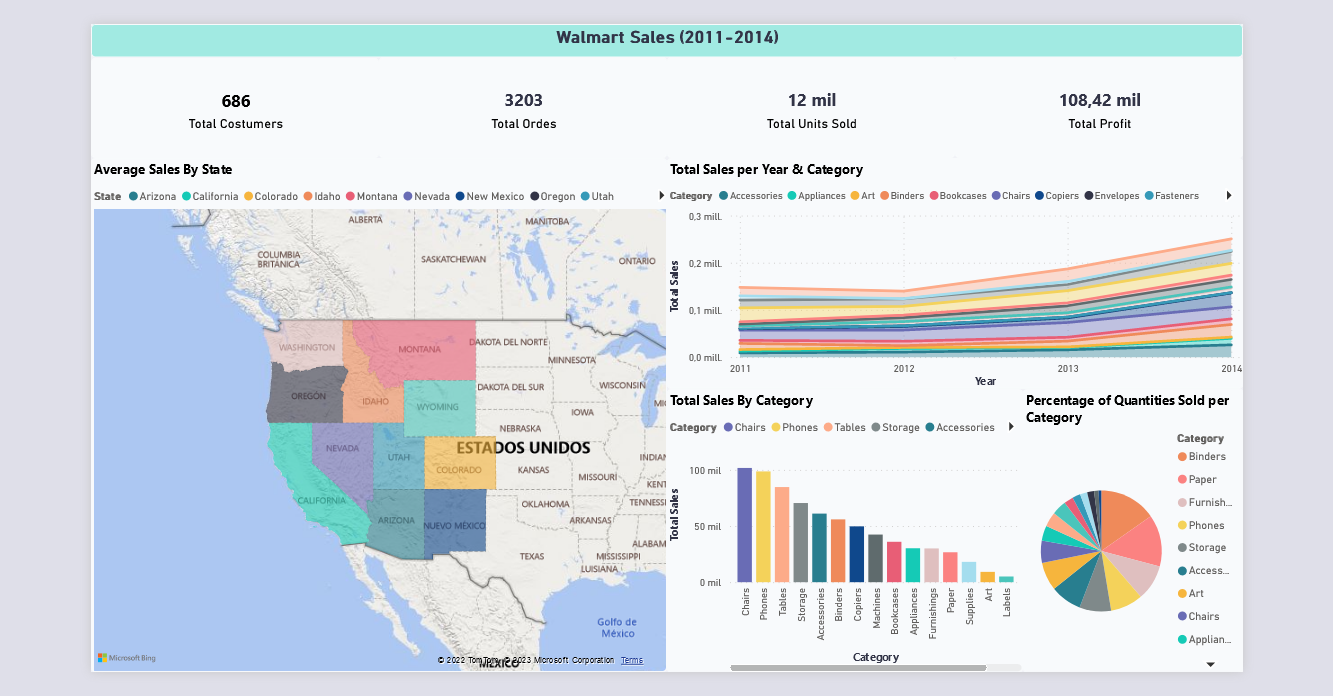 Walmart Sales (2011-2014)
686
Total Costumers
3203
Total Ordes
12 mil
Total Units Sold
108,42 mil
Total Profit
Average Sales By State
State Arizona California Colorado Idaho Montana Nevada New Mexico Oregon Utah
ALBERTA
MANITOBA
COLUMBIA
BRITÁNICA
SASKATCHEWAN
ONTARIO
WASHINGTON
MONTANA
DAKOTA DEL NORTE
MINNESOTA
OREGÓN
IDAHO
WYOMING
DAKOTA DEL SUR
WISCONSIN
MI
IOWA
NEBRASKA
NEVADA
UTAH
ESTADOS UNIDOS
COLORADO
KANSAS
INDIAN
MISSOURI
KENT
CALIFORNIA
ARIZONA
NUEVO MÉXICO
OKLAHOMA
TENNESS
ARKANSAS
ALABAM
TEXAS
MISSISSIPPI
LUISIANA
Golfo de
México
MÉXICO
Microsoft Bing
© 2022 TomTom, © 2023 Microsoft Corporation Terms
Total Sales per Year & Category
Category Accessories Appliances Art Binders Bookcases Chairs Copiers Envelopes Fasteners
Total Sales
0,3 mill.
0,2 mill.
0,1 mill.
0,0 mill.
2011 2012 2013 2014
Year
Total Sales By Category
Category Chairs Phones Tables Storage Accessories
Total Sales
100 mil
50 mil
0 mil
Chairs
Phones
Tables
Storage
Accessories
Binders
Copiers
Machines
Bookcases
Appliances
Furnishings
Paper
Supplies
Art
Labels
Category
Percentage of Quantities Sold per
Category
Category
Binders
Paper
Furnish...
Phones
Storage
Access...
Art
Chairs
Applian...